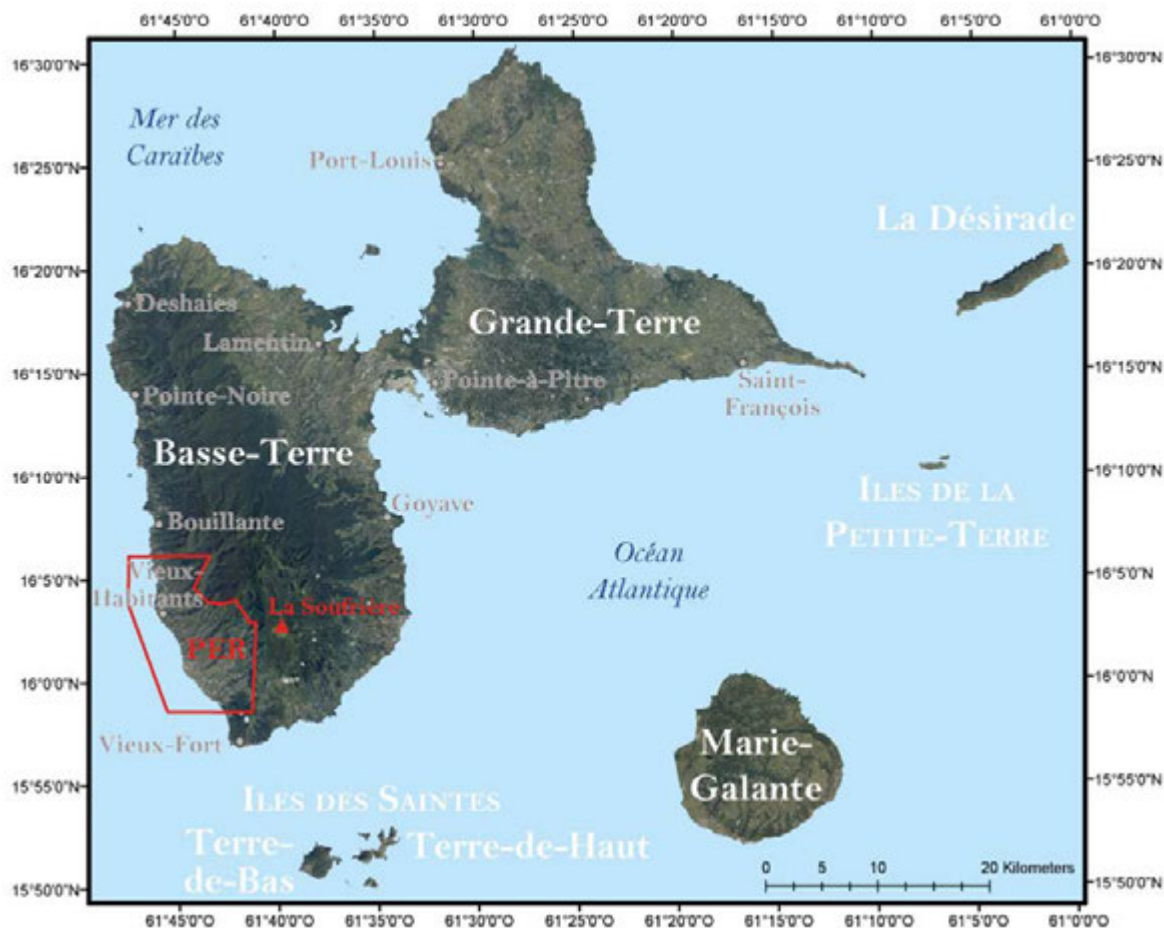 61°45'0"O 61°40'0"O 61°35'0"O 61°30'0"O 61°25'0"O 61°20'0"O 61°15'0"O 61°10'0"O 61°5'0"O 61°0'0"O
16°30'0"N 16°30'0"N
Mer des
Caraïbes
Port-Louis
16°25'0"N 16°25'0"N
La Désirade
16°20'0"N 16°20'0"N
Deshaies
Grande-Terre
Lamentin
16°15'0"N 16°15'0"N
Pointe-à-Pitre
Saint-
François
Pointe-Noire
Basse-Terre
16°10'0"N 16°10'0"N
Iles de la
Petite-Terre
Goyave
Bouillante
Océan
Atlantique
16°5'0"N 16°5'0"N
Vieux-
Habitants
La Soufrière
PER
16°0'0"N 16°0'0"N
Vieux-Fort
Marie-
Galante
15°55'0"N 15°55'0"N
Iles des Saintes
Terre-
de-Bas
Terre-de-Haut
0 5 10 20 Kilometers
15°50'0"N 15°50'0"N
61°45'0"O 61°40'0"O 61°35'0"O 61°30'0"O 61°25'0"O 61°20'0"O 61°15'0"O 61°10'0"O 61°5'0"O 61°0'0"O